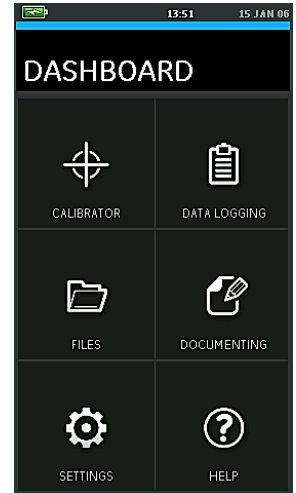 13:51 15 JAN 06
DASHBOARD
CALIBRATOR DATA LOGGING
FILES DOCUMENTING
SETTINGS HELP